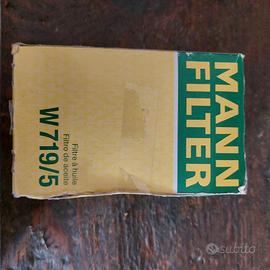 MANN
FILTER
Filtre à huile
Filtro de aceite
W 719/5
subito